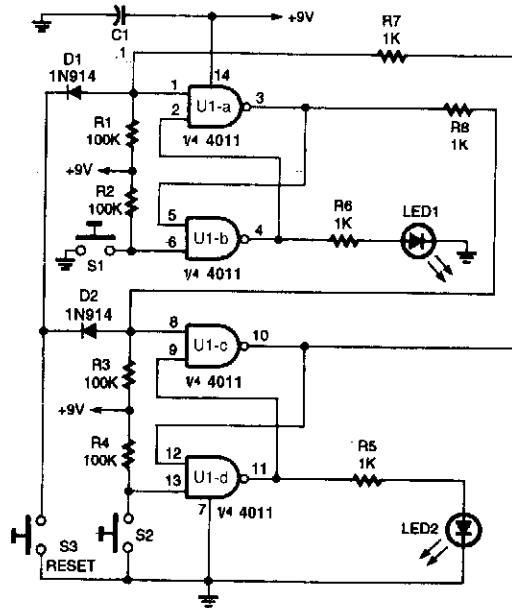 +9V
C1
.1
R7
1K
D1
1N914
14
1
2
3
U1-a
1/4 4011
R1
100K
R8
1K
+9V
R2
100K
5
6
4
U1-b
1/4 4011
R6
1K
LED1
S1
D2
1N914
8
9
10
U1-c
1/4 4011
R3
100K
+9V
R4
100K
12
13
11
U1-d
7
1/4 4011
R5
1K
LED2
S3
RESET
S2